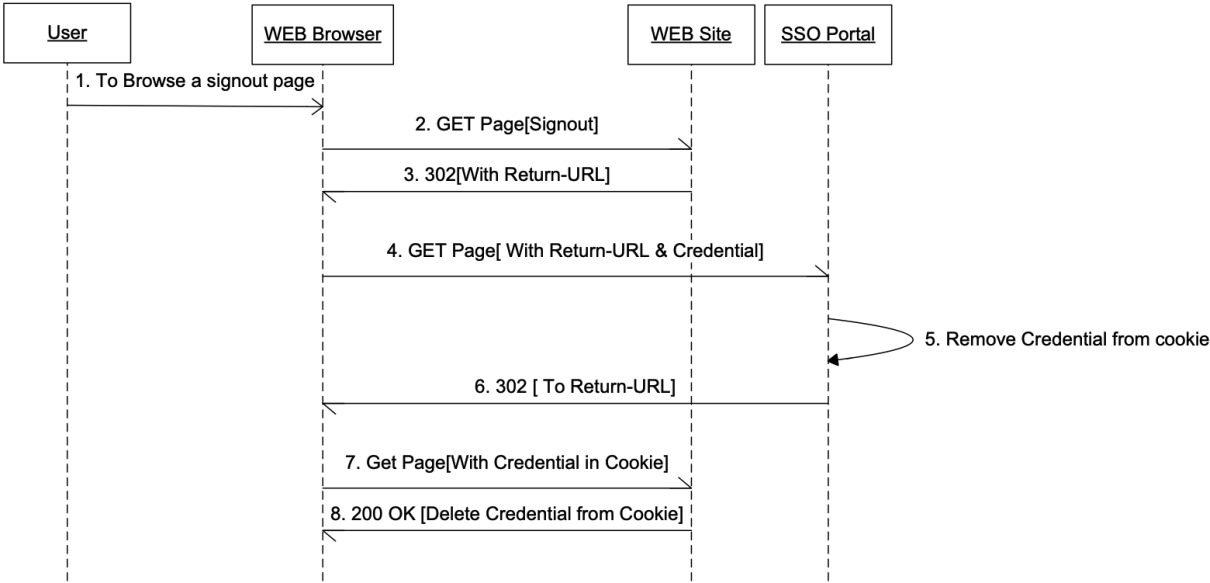 User
WEB Browser
WEB Site
SSO Portal
1. To Browse a signout page
2. GET Page[Signout]
3. 302[With Return-URL]
4. GET Page[ With Return-URL & Credential]
5. Remove Credential from cookie
6. 302 [ To Return-URL]
7. Get Page[With Credential in Cookie]
8. 200 OK [Delete Credential from Cookie]